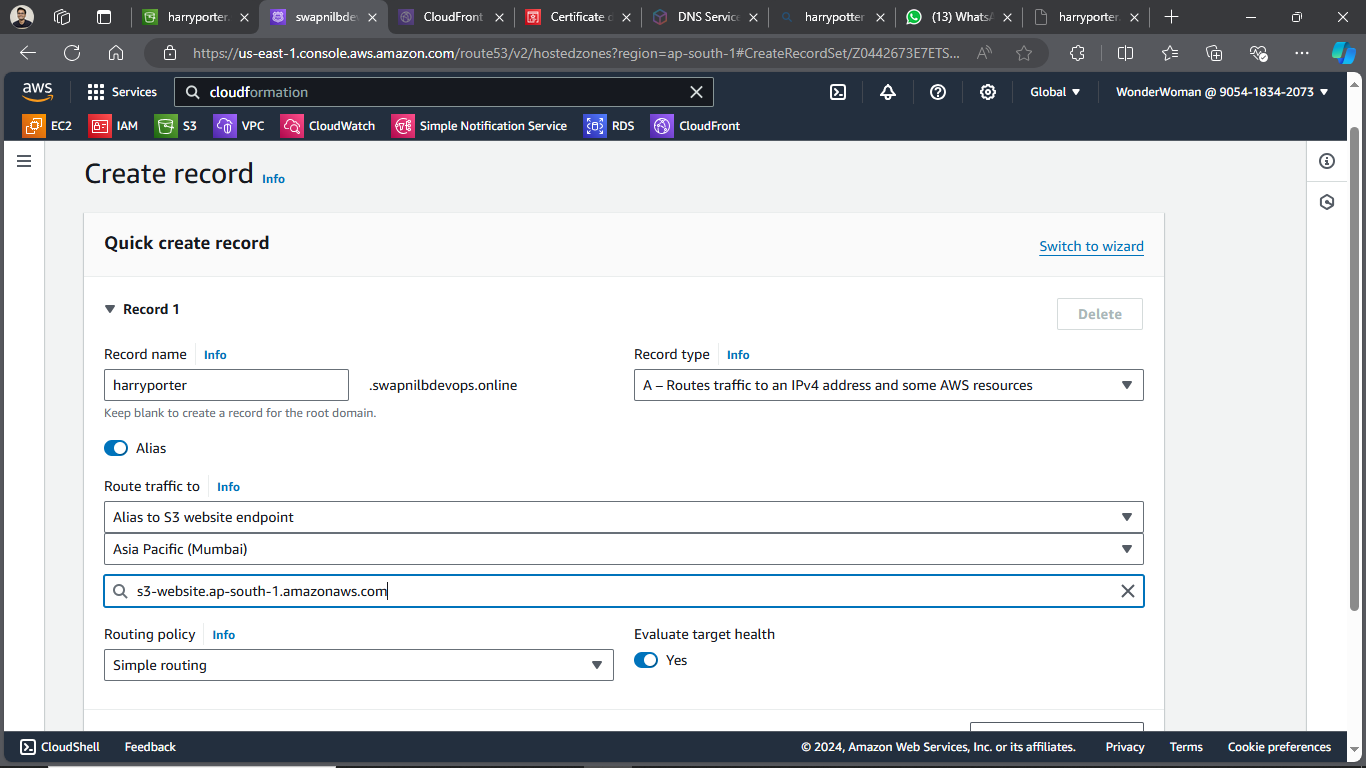 harryporter.
swapnilbde
CloudFront
Certificate
DNS Service
harrypotter
(13) WhatsA
harryporter.
https://us-east-1.console.aws.amazon.com/route53/v2/hostedzones?region=ap-south-1#CreateRecordSet/Z0442673E7ETS...
aws
Services
cloudformation
Global
WonderWoman @ 9054-1834-2073
EC2
IAM
S3
VPC
CloudWatch
Simple Notification Service
RDS
CloudFront
Create record Info
Quick create record
Switch to wizard
Record 1
Delete
Record name Info
Record type Info
harryporter
.swapnilbdevops.online
A – Routes traffic to an IPv4 address and some AWS resources
Keep blank to create a record for the root domain.
Alias
Route traffic to Info
Alias to S3 website endpoint
Asia Pacific (Mumbai)
s3-website.ap-south-1.amazonaws.com
Routing policy Info
Evaluate target health
Simple routing
Yes
CloudShell
Feedback
© 2024, Amazon Web Services, Inc. or its affiliates.
Privacy
Terms
Cookie preferences